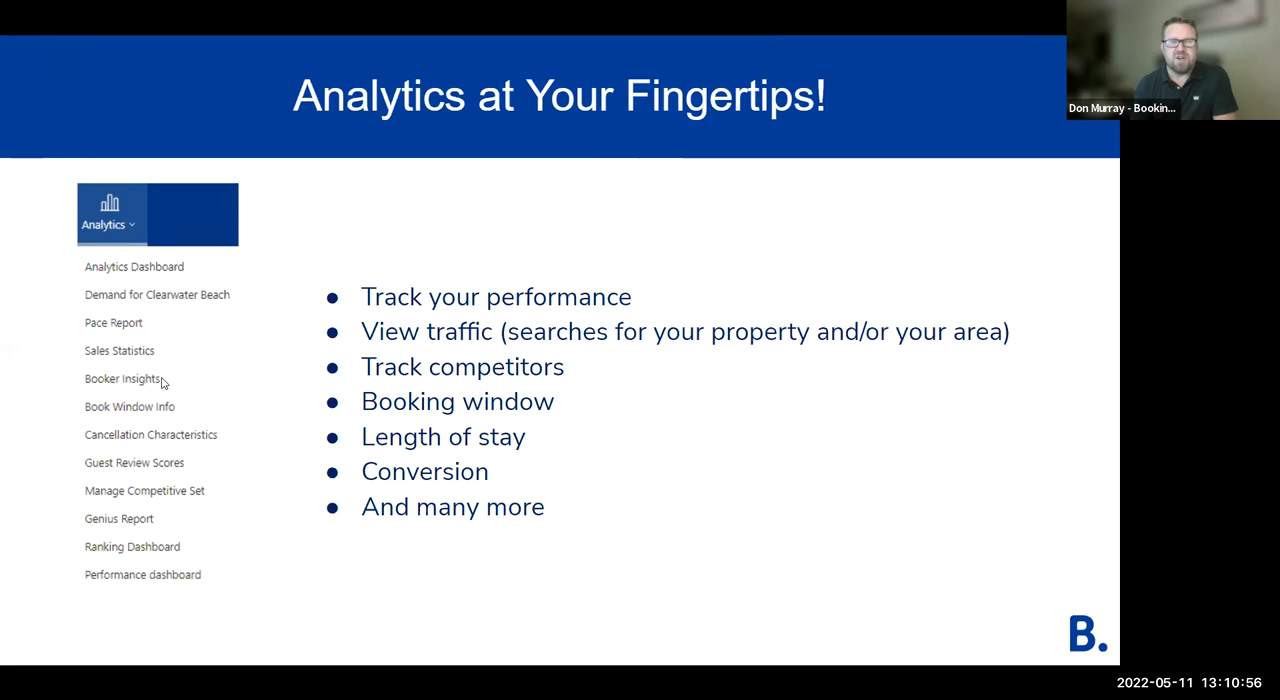 Analytics at Your Fingertips!
Don Murray - Bookin...
Analytics
Analytics Dashboard
Demand for Clearwater Beach
Pace Report
Sales Statistics
Booker Insights
Book Window Info
Cancellation Characteristics
Guest Review Scores
Manage Competitive Set
Genius Report
Ranking Dashboard
Performance dashboard
● Track your performance
● View traffic (searches for your property and/or your area)
● Track competitors
● Booking window
● Length of stay
● Conversion
● And many more
B.
2022-05-11 13:10:56